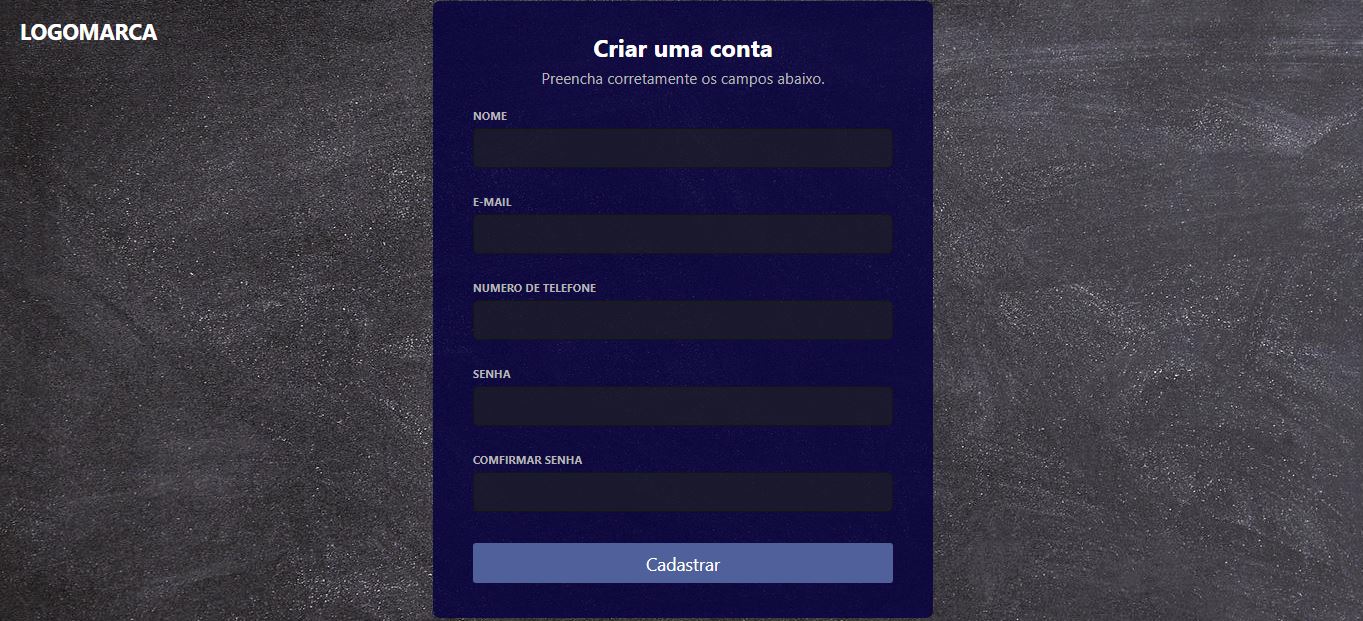 LOGOMARCA
Criar uma conta
Preencha corretamente os campos abaixo.
NOME
E-MAIL
NUMERO DE TELEFONE
SENHA
COMFIRMAR SENHA
Cadastrar